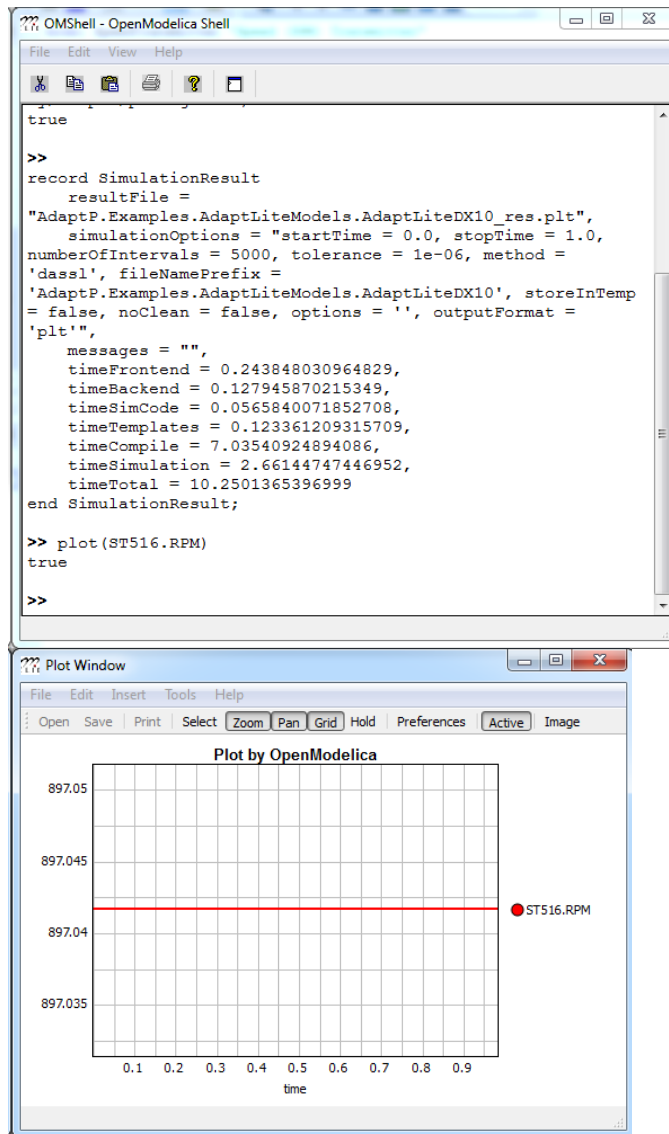 OMShell - OpenModelica Shell
File Edit View Help
true
>>
record SimulationResult
resultFile =
"AdaptP.Examples.AdaptLiteModels.AdaptLiteDX10_res.plt",
simulationOptions = "startTime = 0.0, stopTime = 1.0,
numberOfIntervals = 5000, tolerance = 1e-06, method =
'dassl', fileNamePrefix =
'AdaptP.Examples.AdaptLiteModels.AdaptLiteDX10', storeInTemp
= false, noClean = false, options = '', outputFormat =
'plt'",
messages = "",
timeFrontend = 0.243848030964829,
timeBackend = 0.127945870215349,
timeSimCode = 0.0565840071852708,
timeTemplates = 0.123361209315709,
timeCompile = 7.03540924894086,
timeSimulation = 2.66144747446952,
timeTotal = 10.2501365396999
end SimulationResult;
>> plot(ST516.RPM)
true
>>
Plot Window
File Edit Insert Tools Help
Open Save Print Select Zoom Pan Grid Hold Preferences Active Image
Plot by OpenModelica
897.05
897.045
897.04
897.035
ST516.RPM
0.1 0.2 0.3 0.4 0.5 0.6 0.7 0.8 0.9
time